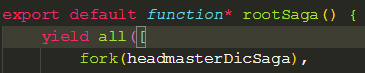 export default function* rootSaga() {
yield all([
fork(headmasterDicSaga),